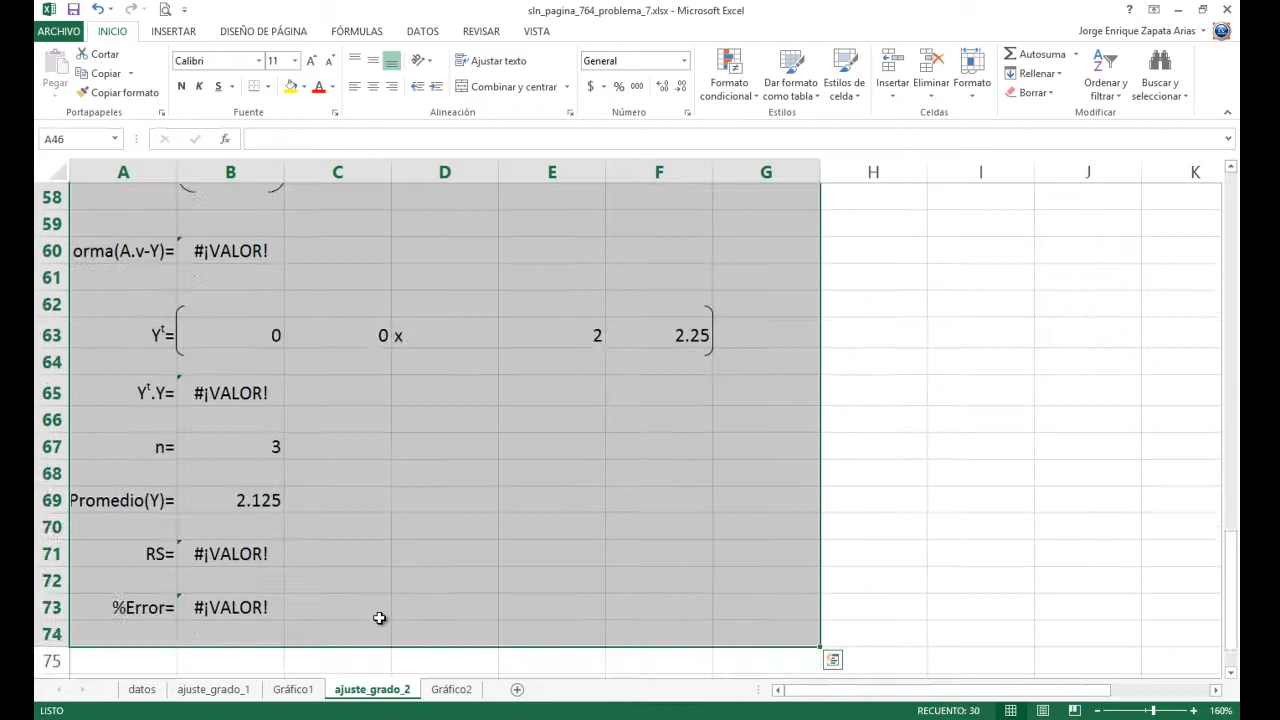 sln_pagina_764_problema_7.xlsx - Microsoft Excel
ARCHIVO INICIO INSERTAR DISEÑO DE PÁGINA FÓRMULAS DATOS REVISAR VISTA Jorge Enrique Zapata Arias
Pegar
Cortar
Copiar
Copiar formato
Portapapeles
Calibri 11
N K S
Fuente
Ajustar texto
Combinar y centrar
Alineación
General
$ % 000
Número
Formato condicional
Dar formato como tabla
Estilos de celda
Estilos
Insertar Eliminar Formato
Celdas
Autosuma
Rellenar
Borrar
Ordenar y filtrar
Buscar y seleccionar
Modificar
A46 fx
A B C D E F G H I J K
58
59
60 orma(A.v-Y)= #¡VALOR!
61
62
63 Yᵗ= 0 0 x 2 2.25
64
65 Yᵗ.Y= #¡VALOR!
66
67 n= 3
68
69 Promedio(Y)= 2.125
70
71 RS= #¡VALOR!
72
73 %Error= #¡VALOR!
74
75
datos ajuste_grado_1 Gráfico1 ajuste_grado_2 Gráfico2
LISTO RECUENTO: 30 160%